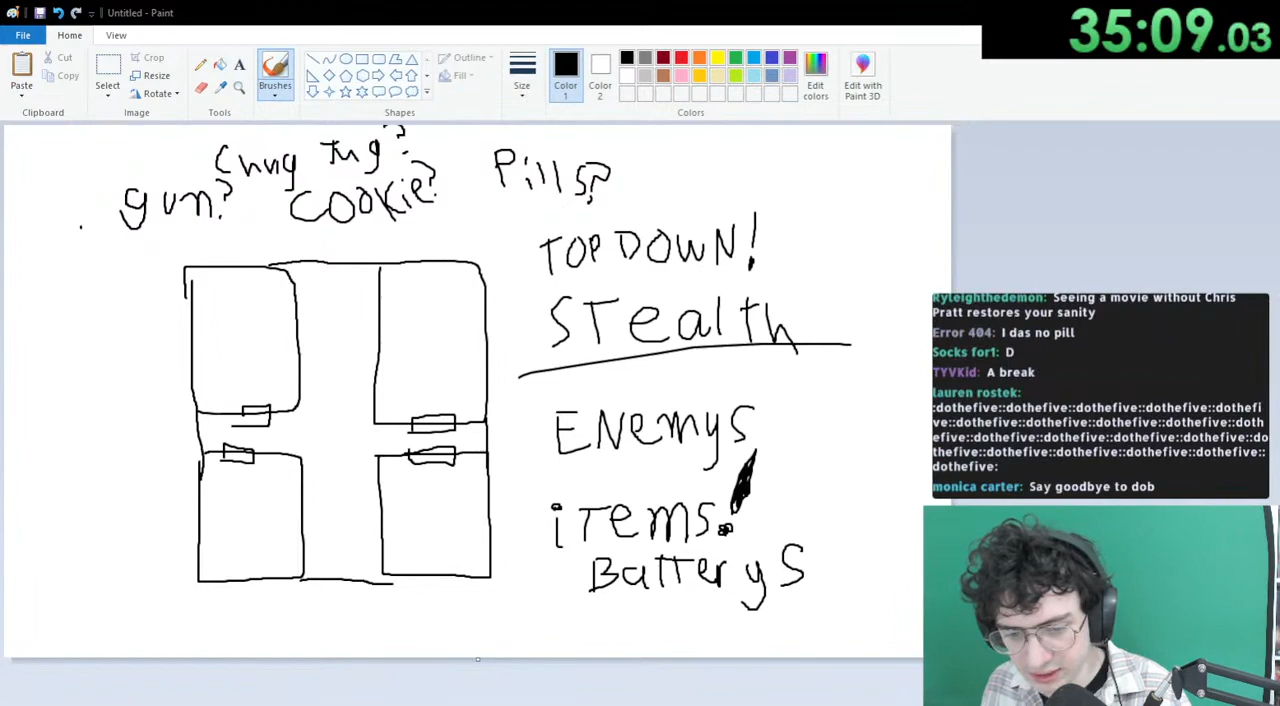 Untitled - Paint
35:09.03
File Home View
Paste
Cut
Copy
Clipboard
Select
Crop
Resize
Rotate
Image
A
Tools
Brushes
Outline
Fill
Shapes
Size
Color 1
Color 2
Edit colors
Colors
Edit with Paint 3D
Chug Jug?
gun? COOKiE? Pills?
TOP DOWN!
STealTh
ENemyS
iTems!
BaTTeryS
Ryleighthedemon: Seeing a movie without Chris
Pratt restores your sanity
Error 404: I das no pill
Socks for1: D
TYVKid: A break
lauren rostek:
:dothefive::dothefive::dothefive::dothefive::dothefi
ve::dothefive::dothefive::dothefive::dothefive::doth
efive::dothefive::dothefive::dothefive::dothefive::do
thefive::dothefive::dothefive::dothefive::dothefive::
dothefive:
monica carter: Say goodbye to dob